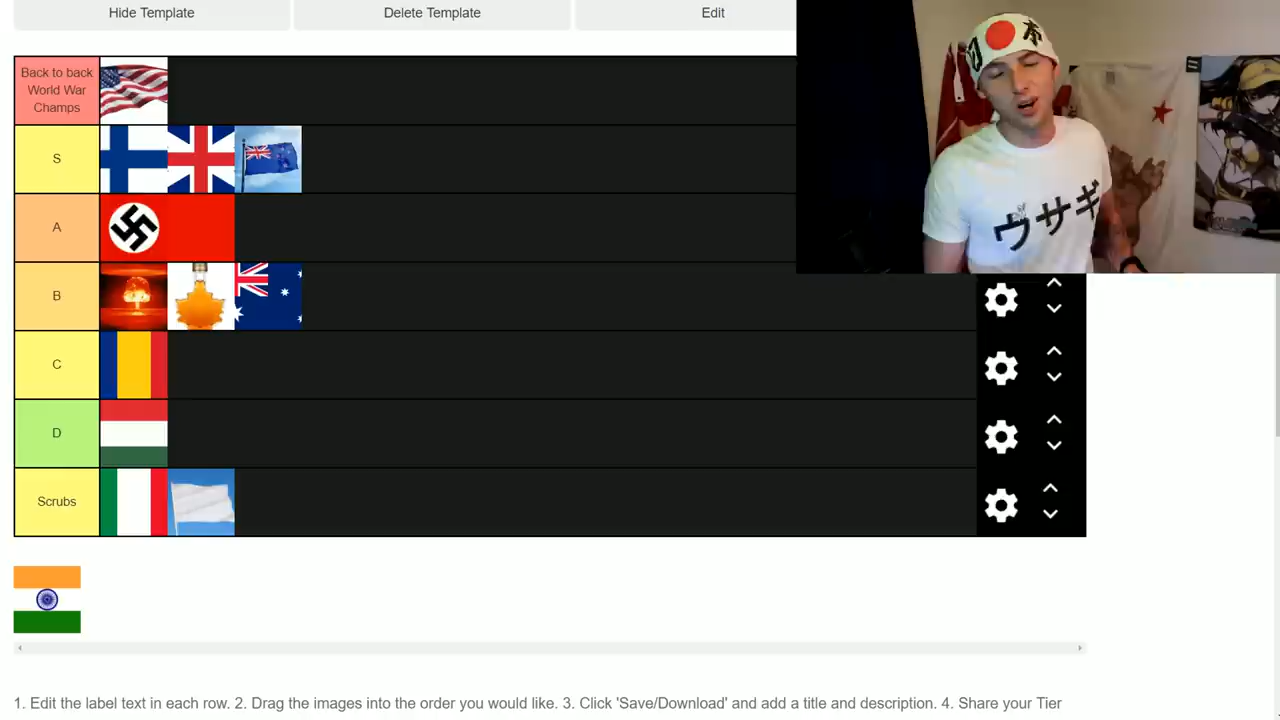 Hide Template
Delete Template
Edit
Back to back
World War
Champs
S
A
B
C
D
Scrubs
日本
ウサギ
1. Edit the label text in each row. 2. Drag the images into the order you would like. 3. Click 'Save/Download' and add a title and description. 4. Share your Tier